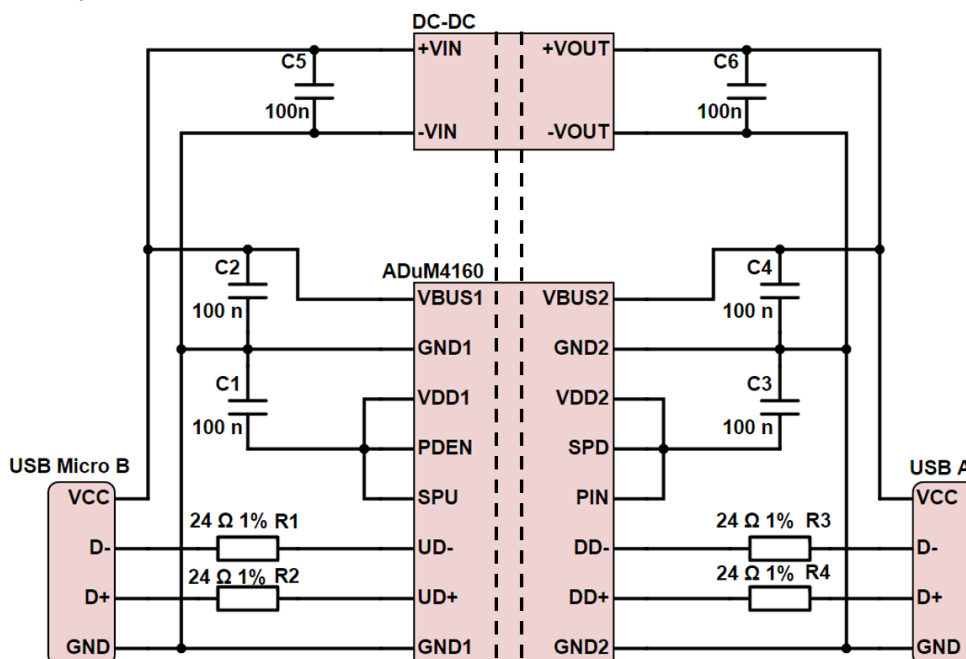 DC-DC
+VIN
+VOUT
C5
C6
100n
100n
-VIN
-VOUT
C2
ADuM4160
C4
100 n
VBUS1
VBUS2
100 n
GND1
GND2
C1
C3
VDD1
VDD2
100 n
100 n
PDEN
SPD
USB Micro B
USB A
VCC
SPU
PIN
VCC
24 Ω 1% R1
24 Ω 1% R3
D-
UD-
DD-
D-
24 Ω 1% R2
24 Ω 1% R4
D+
UD+
DD+
D+
GND
GND1
GND2
GND